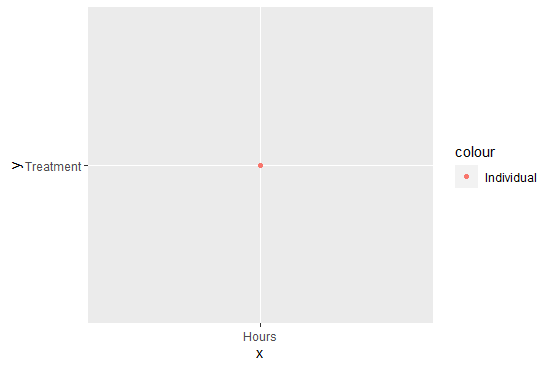 y
Treatment
Hours
x
colour
Individual